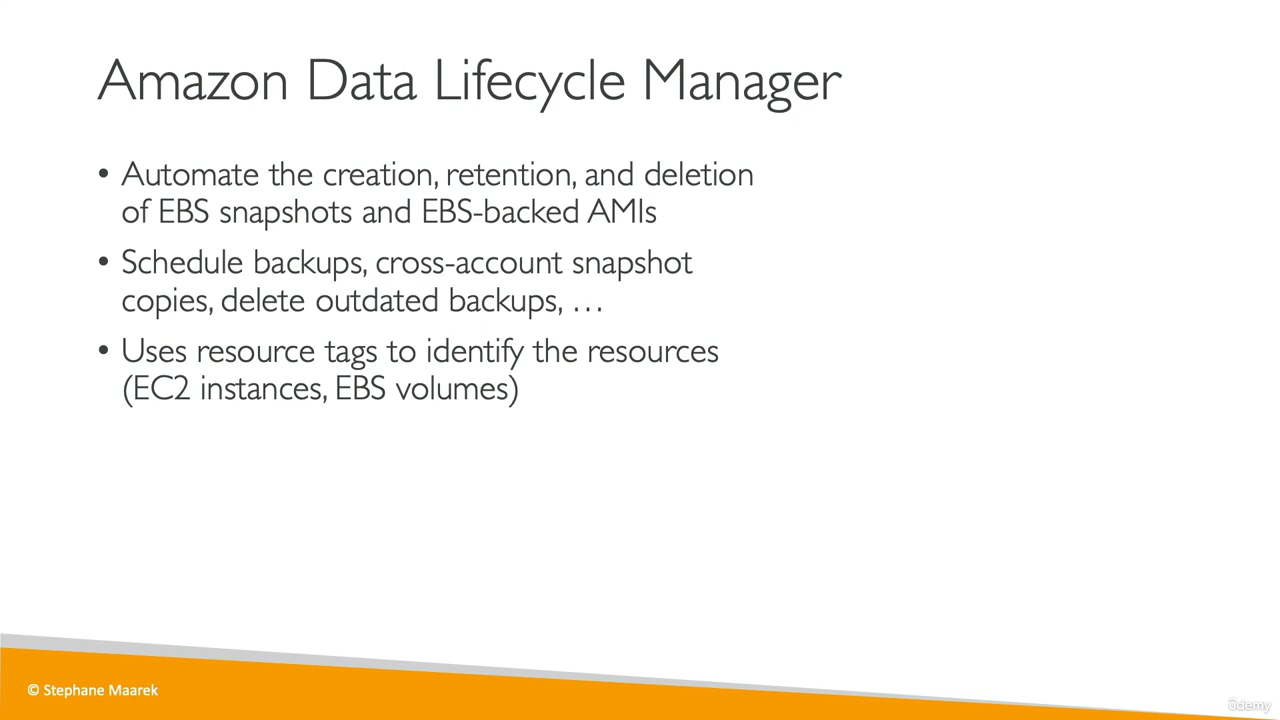 Amazon Data Lifecycle Manager
• Automate the creation, retention, and deletion
of EBS snapshots and EBS-backed AMIs
• Schedule backups, cross-account snapshot
copies, delete outdated backups, …
• Uses resource tags to identify the resources
(EC2 instances, EBS volumes)
© Stephane Maarek
ûdemy